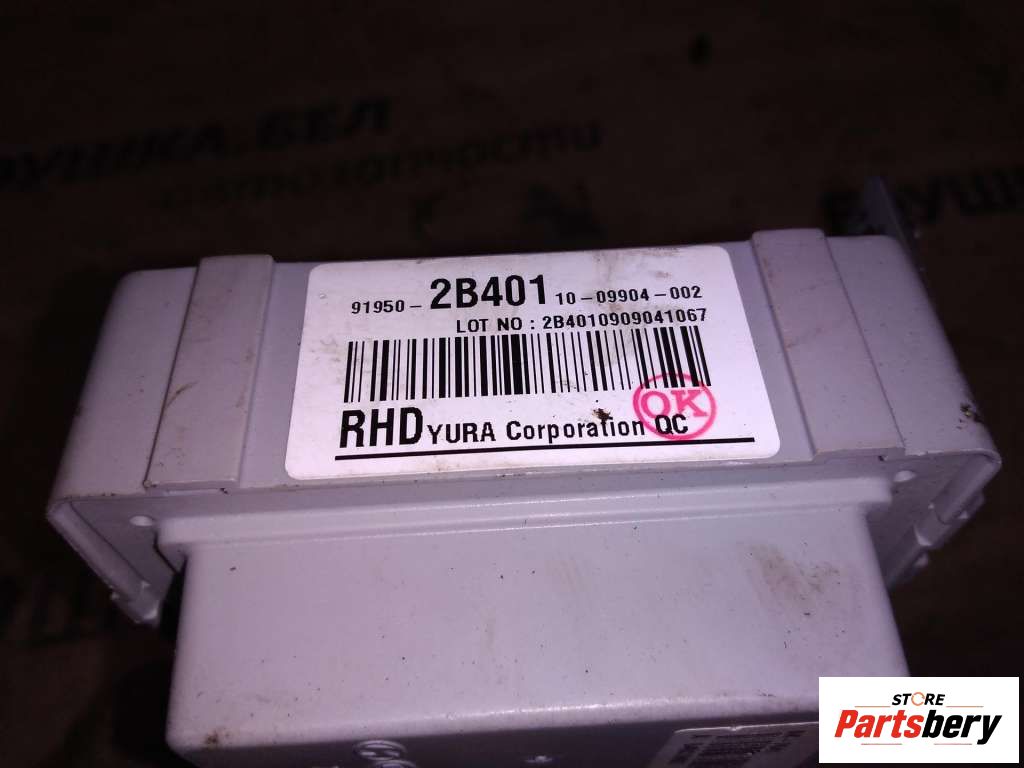 91950- 2B401 10-09904-002
LOT NO : 2B4010909041067
RHD YURA Corporation QC
OK
STORE
Partsbery